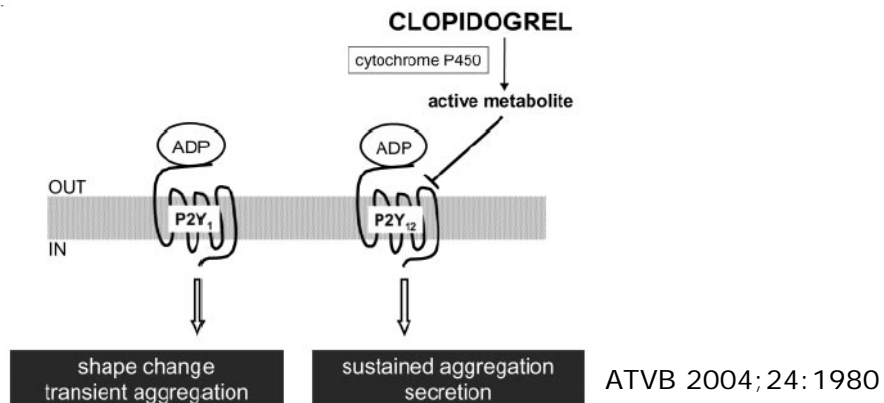 CLOPIDOGREL
cytochrome P450
active metabolite
ADP
ADP
OUT
P2Y₁
P2Y₁₂
IN
shape change
transient aggregation
sustained aggregation
secretion
ATVB 2004;24:1980